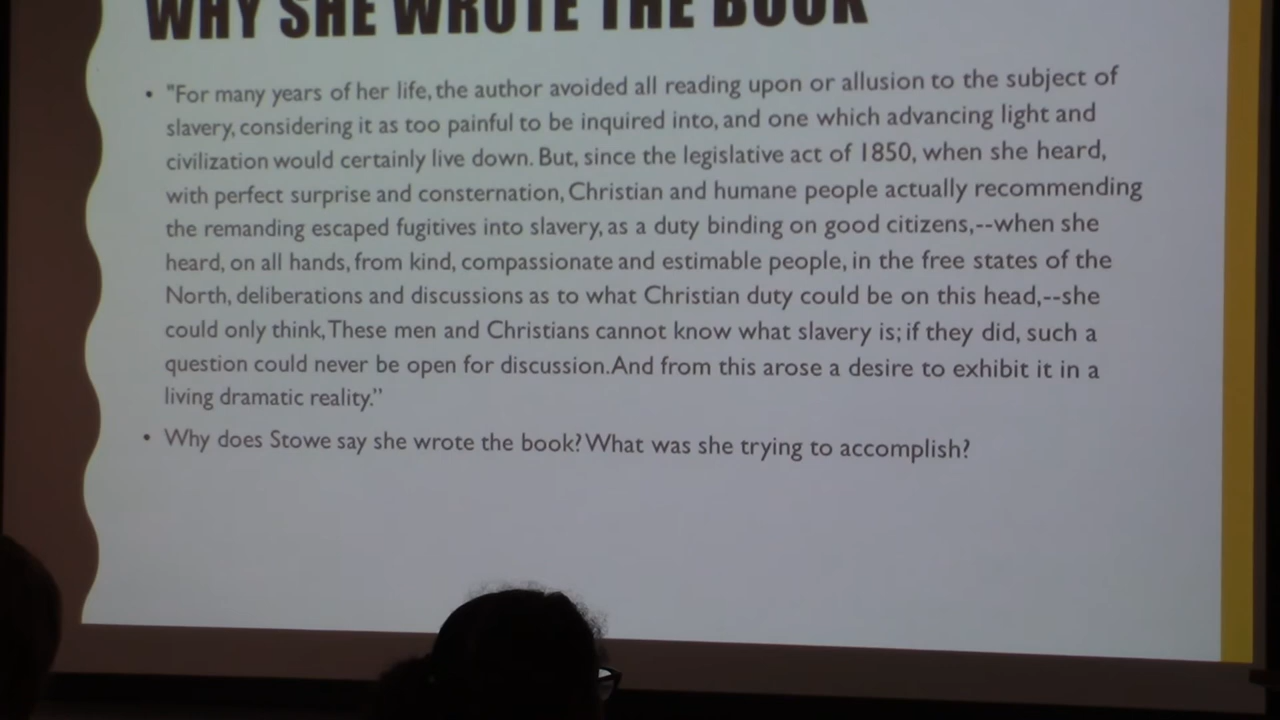 WHY SHE WROTE THE BOOK
• "For many years of her life, the author avoided all reading upon or allusion to the subject of
slavery, considering it as too painful to be inquired into, and one which advancing light and
civilization would certainly live down. But, since the legislative act of 1850, when she heard,
with perfect surprise and consternation, Christian and humane people actually recommending
the remanding escaped fugitives into slavery, as a duty binding on good citizens,--when she
heard, on all hands, from kind, compassionate and estimable people, in the free states of the
North, deliberations and discussions as to what Christian duty could be on this head,--she
could only think, These men and Christians cannot know what slavery is; if they did, such a
question could never be open for discussion. And from this arose a desire to exhibit it in a
living dramatic reality.”
• Why does Stowe say she wrote the book? What was she trying to accomplish?